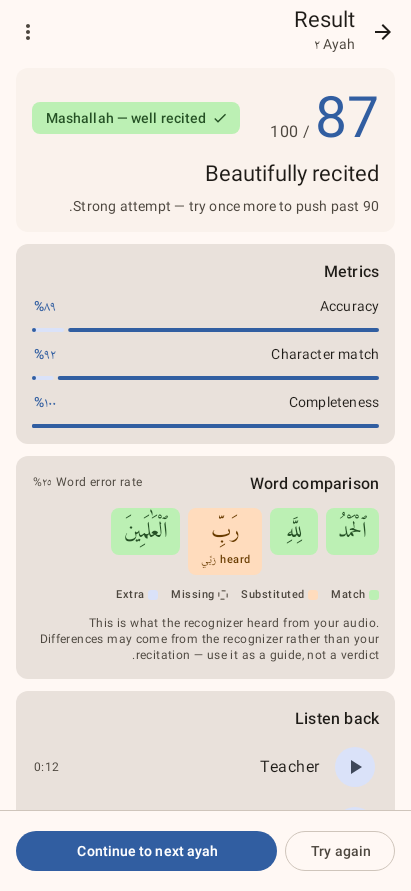 Result
Ayah ٢
87 / 100
Mashallah — well recited
Beautifully recited
Strong attempt — try once more to push past 90.
Metrics
Accuracy
%٨٩
Character match
%٩٢
Completeness
%١٠٠
Word comparison
Word error rate %٢٥
ٱلْحَمْدُ لِلَّهِ رَبِّ ٱلْعَٰلَمِينَ
heard رَبِّي
Match Substituted Missing Extra
This is what the recognizer heard from your audio.
Differences may come from the recognizer rather than your
recitation — use it as a guide, not a verdict.
Listen back
Teacher
0:12
Try again
Continue to next ayah